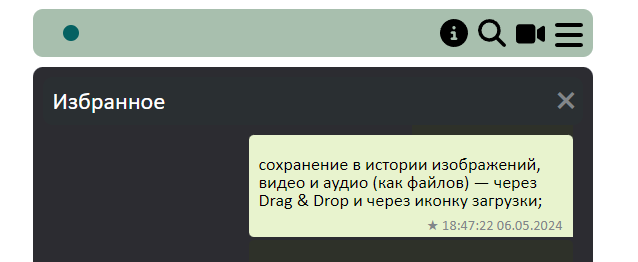 Избранное
сохранение в истории изображений,
видео и аудио (как файлов) — через
Drag & Drop и через иконку загрузки;
★ 18:47:22 06.05.2024